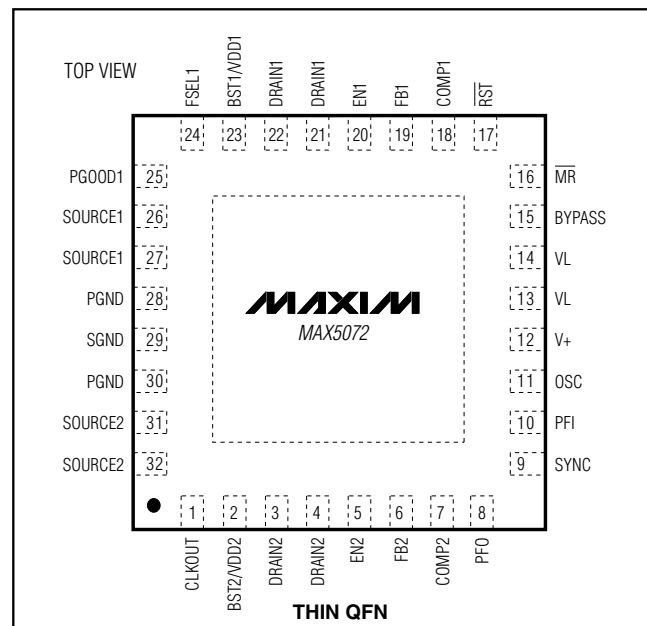 TOP VIEW
FSEL1
BST1/VDD1
DRAIN1
DRAIN1
EN1
FB1
COMP1
RST
24
23
22
21
20
19
18
17
PGOOD1 25
SOURCE1 26
SOURCE1 27
PGND 28
SGND 29
PGND 30
SOURCE2 31
SOURCE2 32
MAXIM
MAX5072
16 MR
15 BYPASS
14 VL
13 VL
12 V+
11 OSC
10 PFI
9 SYNC
1
2
3
4
5
6
7
8
CLKOUT
BST2/VDD2
DRAIN2
DRAIN2
EN2
FB2
COMP2
PFO
THIN QFN